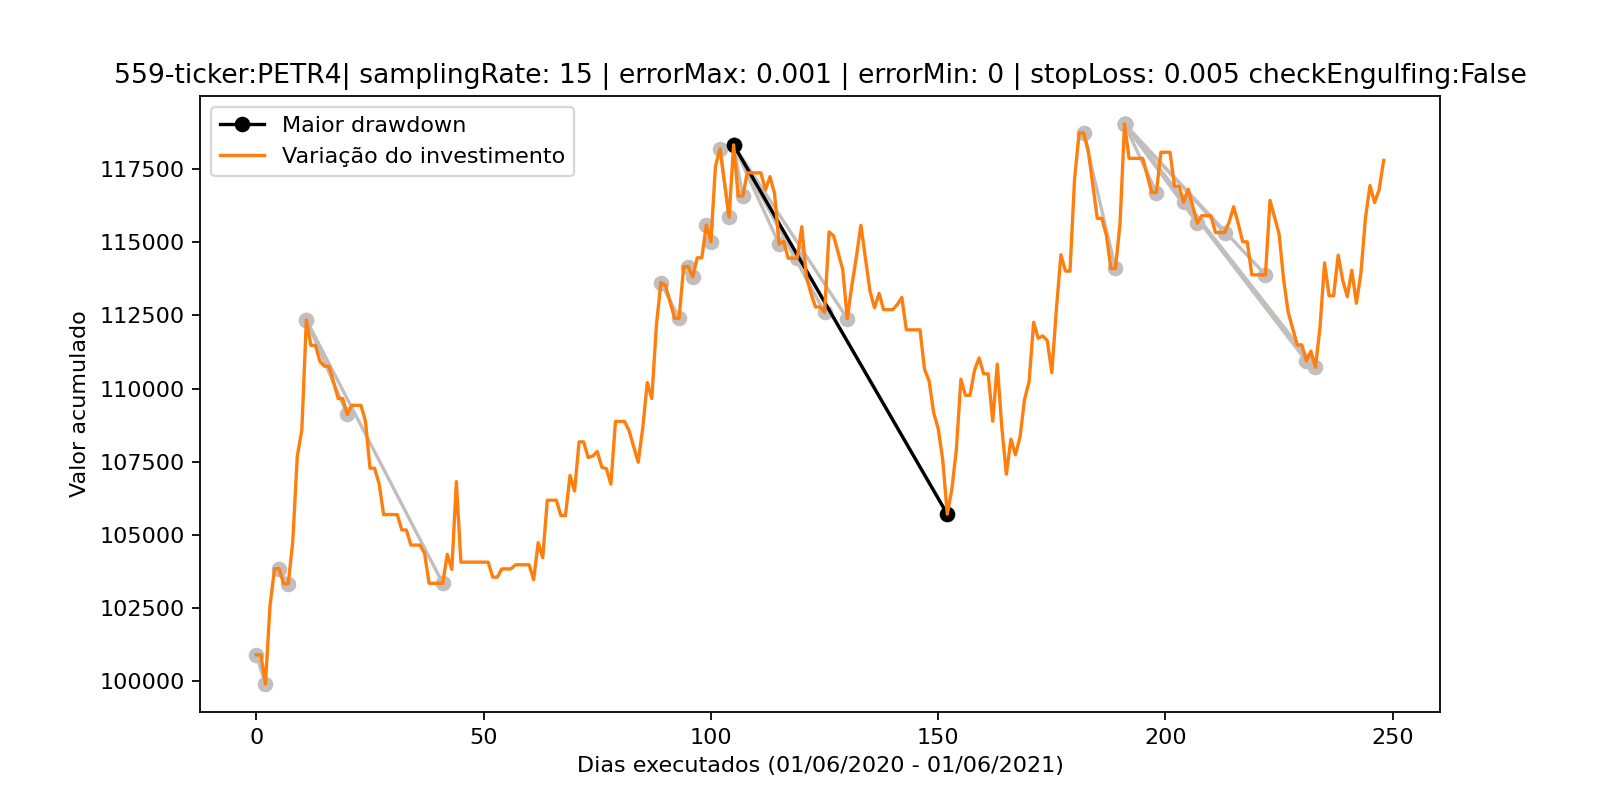 559-ticker:PETR4| samplingRate: 15 | errorMax: 0.001 | errorMin: 0 | stopLoss: 0.005 checkEngulfing:False
Maior drawdown
Variação do investimento
Valor acumulado
117500
115000
112500
110000
107500
105000
102500
100000
0 50 100 150 200 250
Dias executados (01/06/2020 - 01/06/2021)